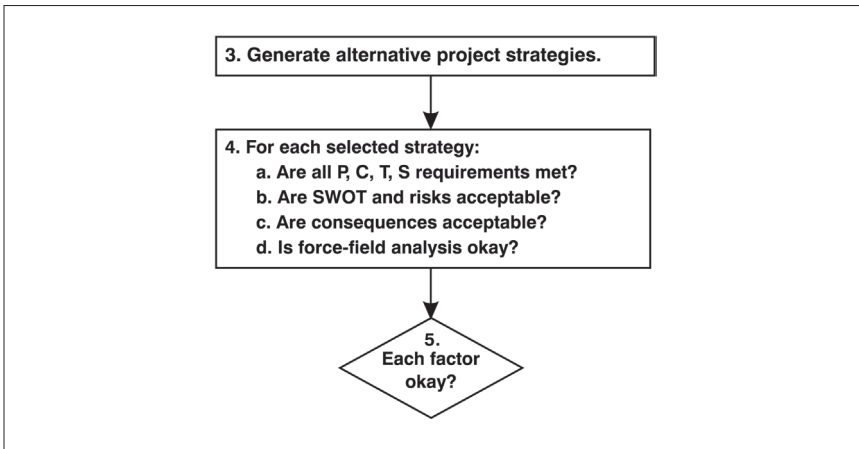 3. Generate alternative project strategies.
4. For each selected strategy:
a. Are all P, C, T, S requirements met?
b. Are SWOT and risks acceptable?
c. Are consequences acceptable?
d. Is force-field analysis okay?
5.
Each factor
okay?